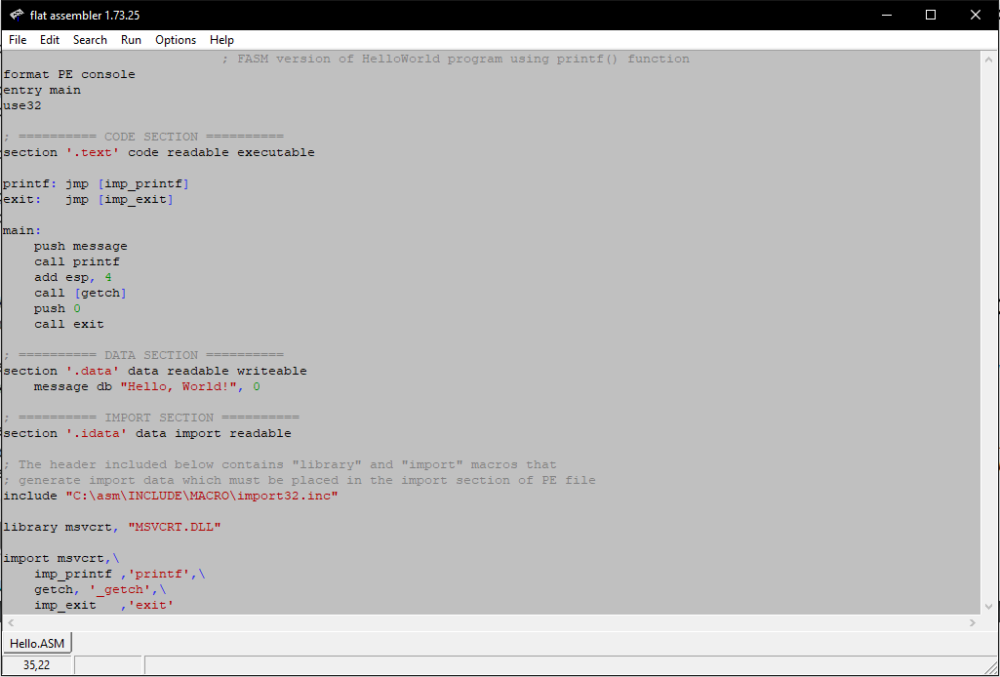 flat assembler 1.73.25
File Edit Search Run Options Help
; FASM version of HelloWorld program using printf() function
format PE console
entry main
use32
; ========== CODE SECTION ==========
section '.text' code readable executable
printf: jmp [imp_printf]
exit:   jmp [imp_exit]
main:
    push message
    call printf
    add esp, 4
    call [getch]
    push 0
    call exit
; ========== DATA SECTION ==========
section '.data' data readable writeable
    message db "Hello, World!", 0
; ========== IMPORT SECTION ==========
section '.idata' data import readable
; The header included below contains "library" and "import" macros that
; generate import data which must be placed in the import section of PE file
include "C:\asm\INCLUDE\MACRO\import32.inc"
library msvcrt, "MSVCRT.DLL"
import msvcrt,\
    imp_printf ,'printf',\
    getch, '_getch',\
    imp_exit   ,'exit'
Hello.ASM
35,22